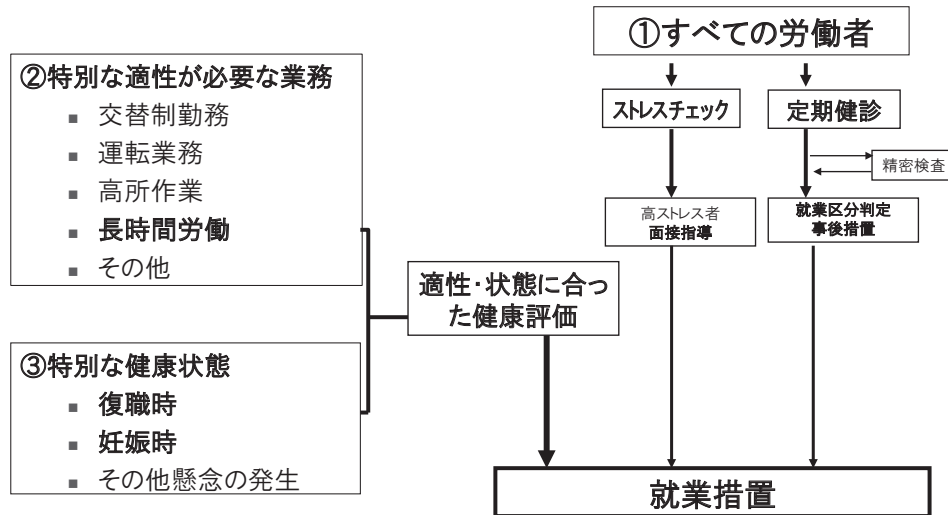 ①すべての労働者
②特別な適性が必要な業務
▪ 交替制勤務
▪ 運転業務
▪ 高所作業
▪ 長時間労働
▪ その他
ストレスチェック
定期健診
精密検査
高ストレス者
面接指導
就業区分判定
事後措置
適性・状態に合っ
た健康評価
③特別な健康状態
▪ 復職時
▪ 妊娠時
▪ その他懸念の発生
就業措置